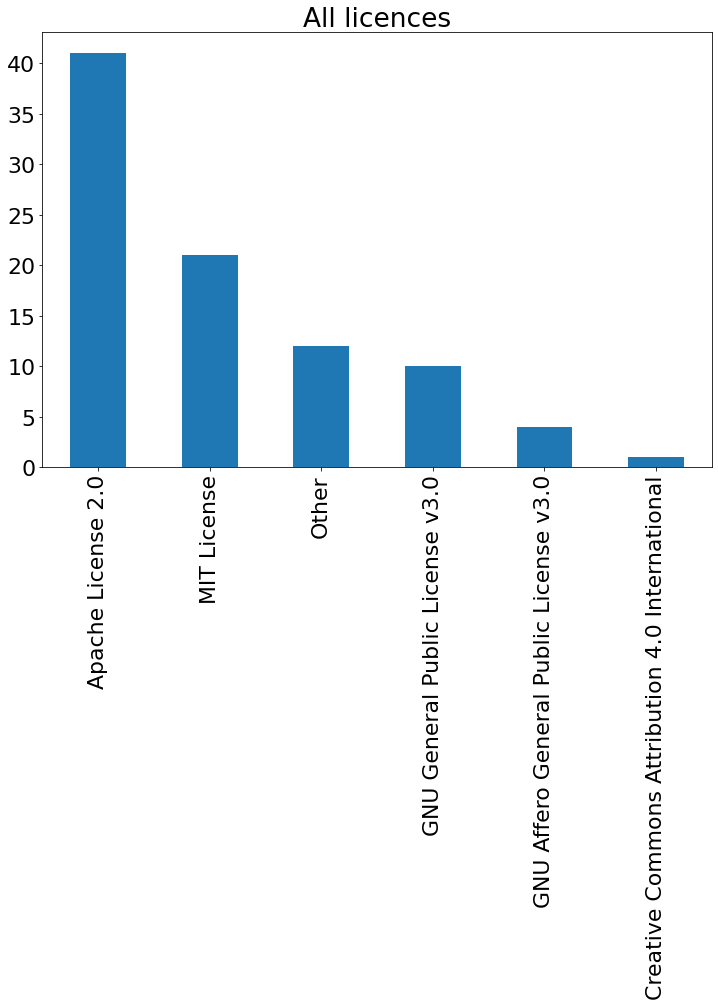 All licences
40
35
30
25
20
15
10
5
0
Apache License 2.0
MIT License
Other
GNU General Public License v3.0
GNU Affero General Public License v3.0
Creative Commons Attribution 4.0 International